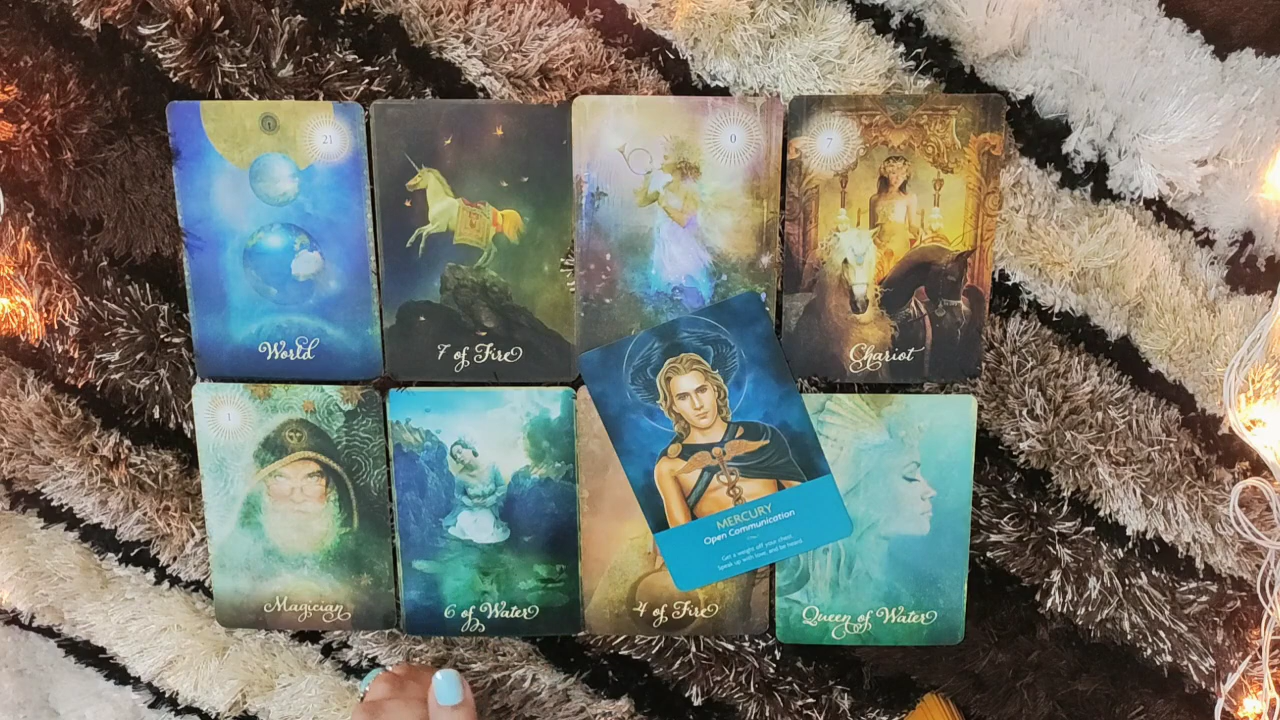 21
World
7 of Fire
0
7
Chariot
1
Magician
6 of Water
4 of Fire
MERCURY
Open Communication
Get a weight off your chest.
Speak up with love, and be heard.
Queen of Water